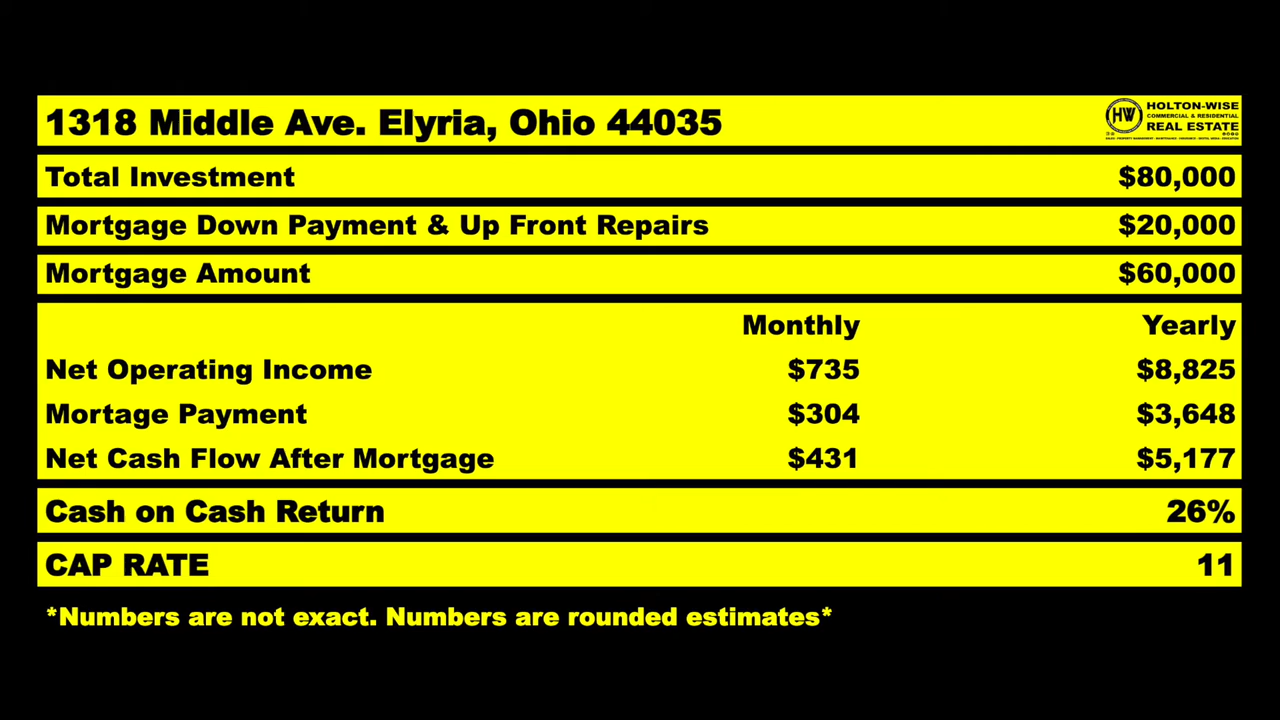 1318 Middle Ave. Elyria, Ohio 44035
HW
HOLTON-WISE
COMMERCIAL & RESIDENTIAL
REAL ESTATE
Total Investment $80,000
Mortgage Down Payment & Up Front Repairs $20,000
Mortgage Amount $60,000
Monthly Yearly
Net Operating Income $735 $8,825
Mortage Payment $304 $3,648
Net Cash Flow After Mortgage $431 $5,177
Cash on Cash Return 26%
CAP RATE 11
*Numbers are not exact. Numbers are rounded estimates*